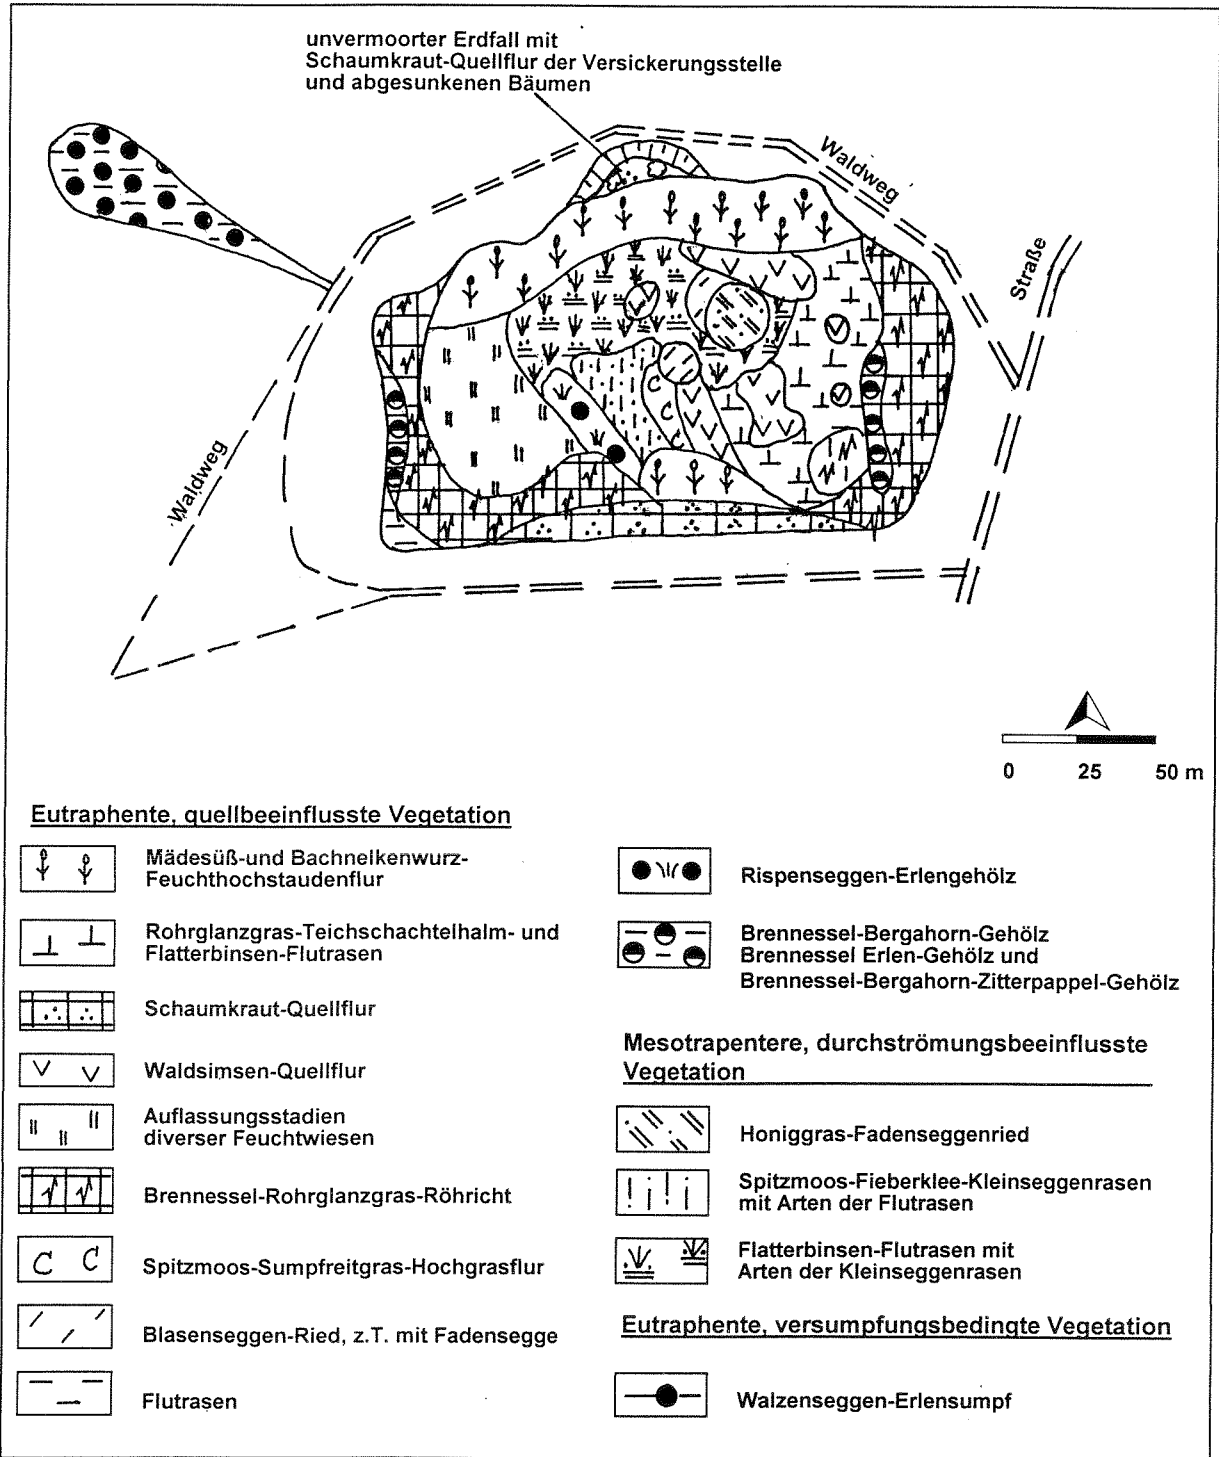 unvermoorter Erdfall mit
Schaumkraut-Quellflur der Versickerungsstelle
und abgesunkenen Bäumen
Waldweg
Straße
Waldweg
0 25 50 m
Eutraphente, quellbeeinflusste Vegetation
Mädesüß-und Bachnelkenwurz-
Feuchthochstaudenflur
Rohrglanzgras-Teichschachtelhalm- und
Flatterbinsen-Flutrasen
Schaumkraut-Quellflur
Waldsimsen-Quellflur
Auflassungsstadien
diverser Feuchtwiesen
Brennessel-Rohrglanzgras-Röhricht
Spitzmoos-Sumpfreitgras-Hochgrasflur
Blasenseggen-Ried, z.T. mit Fadensegge
Flutrasen
Rispenseggen-Erlengehölz
Brennessel-Bergahorn-Gehölz
Brennessel Erlen-Gehölz und
Brennessel-Bergahorn-Zitterpappel-Gehölz
Mesotrapentere, durchströmungsbeeinflusste
Vegetation
Honiggras-Fadenseggenried
Spitzmoos-Fieberklee-Kleinseggenrasen
mit Arten der Flutrasen
Flatterbinsen-Flutrasen mit
Arten der Kleinseggenrasen
Eutraphente, versumpfungsbedingte Vegetation
Walzenseggen-Erlensumpf